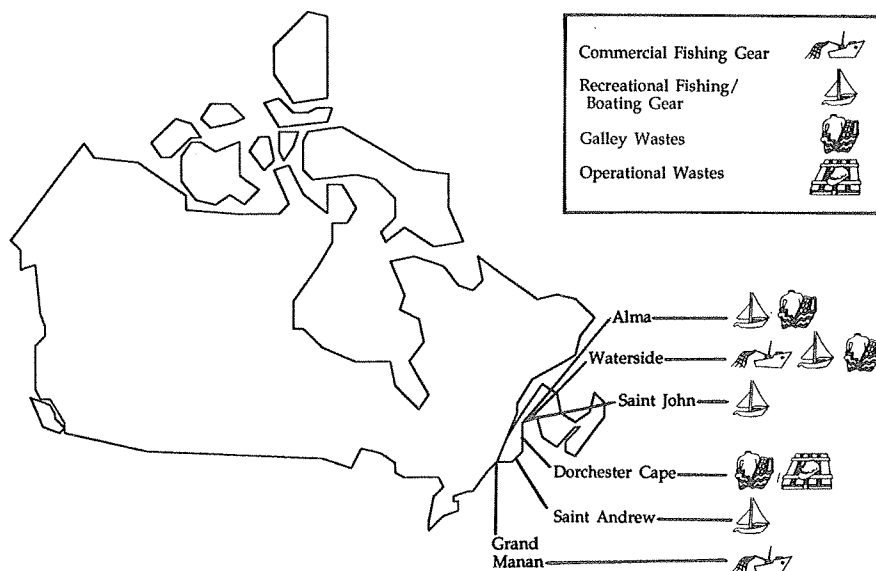 Commercial Fishing Gear
Recreational Fishing/
Boating Gear
Galley Wastes
Operational Wastes
Alma
Waterside
Saint John
Dorchester Cape
Saint Andrew
Grand
Manan